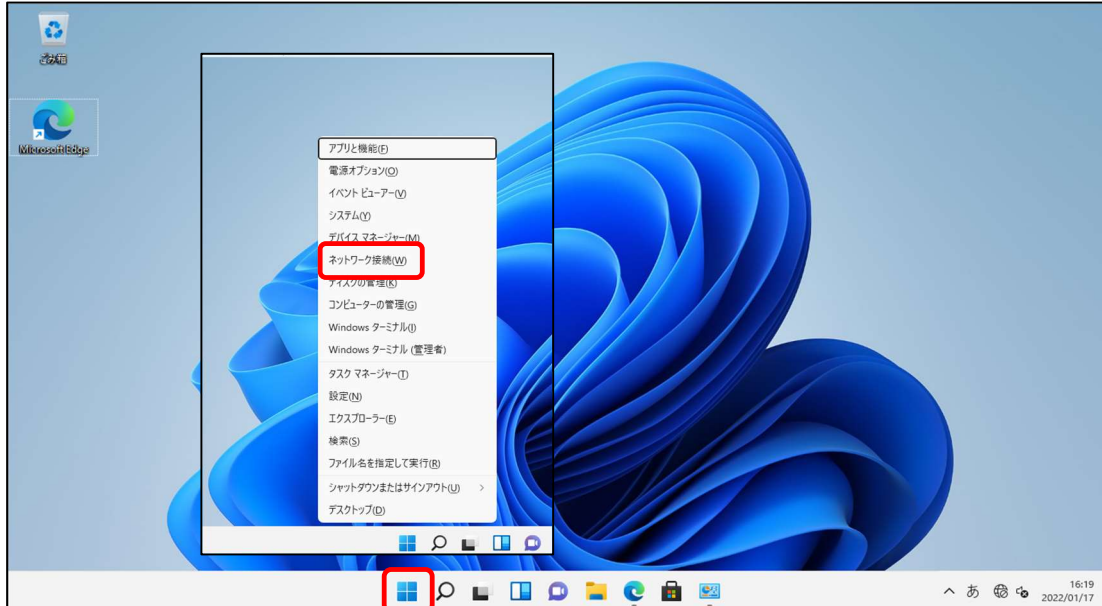 ごみ箱
Microsoft Edge
アプリと機能(F)
電源オプション(O)
イベント ビューアー(V)
システム(Y)
デバイス マネージャー(M)
ネットワーク接続(W)
ディスクの管理(K)
コンピューターの管理(G)
Windows ターミナル(I)
Windows ターミナル (管理者)
タスク マネージャー(T)
設定(N)
エクスプローラー(E)
検索(S)
ファイル名を指定して実行(R)
シャットダウンまたはサインアウト(U)
デスクトップ(D)
あ
16:19
2022/01/17